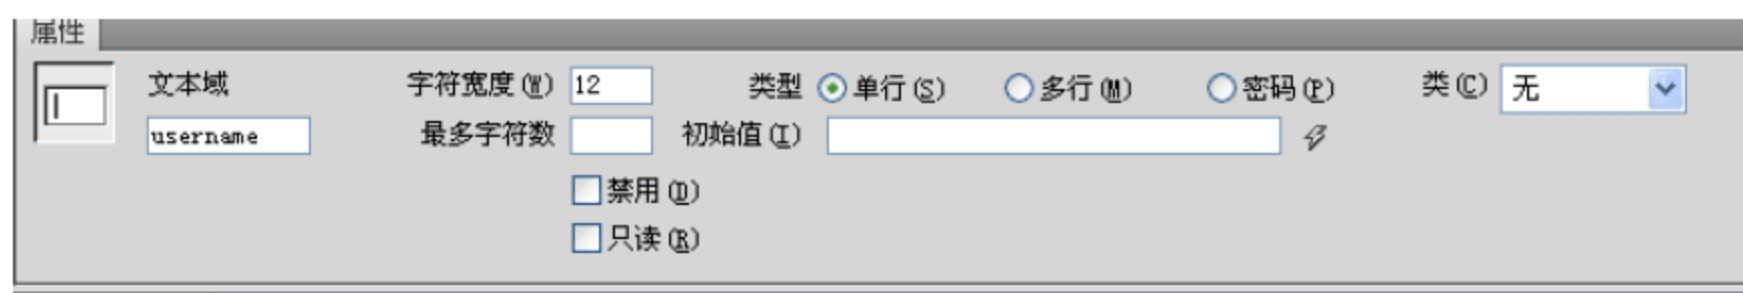 属性
文本域 字符宽度(W) 12 类型 单行(S) 多行(M) 密码(P) 类(C) 无
username 最多字符数 初始值(I)
禁用(D)
只读(R)